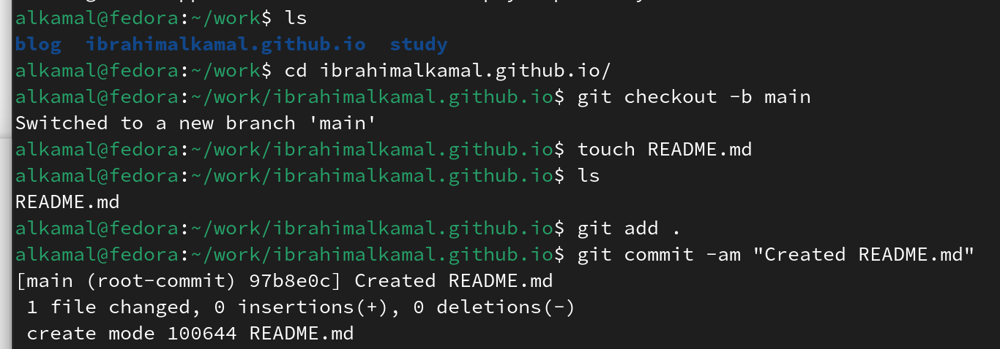 alkamal@fedora:~/work$ ls
blog  ibrahimalkamal.github.io  study
alkamal@fedora:~/work$ cd ibrahimalkamal.github.io/
alkamal@fedora:~/work/ibrahimalkamal.github.io$ git checkout -b main
Switched to a new branch 'main'
alkamal@fedora:~/work/ibrahimalkamal.github.io$ touch README.md
alkamal@fedora:~/work/ibrahimalkamal.github.io$ ls
README.md
alkamal@fedora:~/work/ibrahimalkamal.github.io$ git add .
alkamal@fedora:~/work/ibrahimalkamal.github.io$ git commit -am "Created README.md"
[main (root-commit) 97b8e0c] Created README.md
 1 file changed, 0 insertions(+), 0 deletions(-)
 create mode 100644 README.md